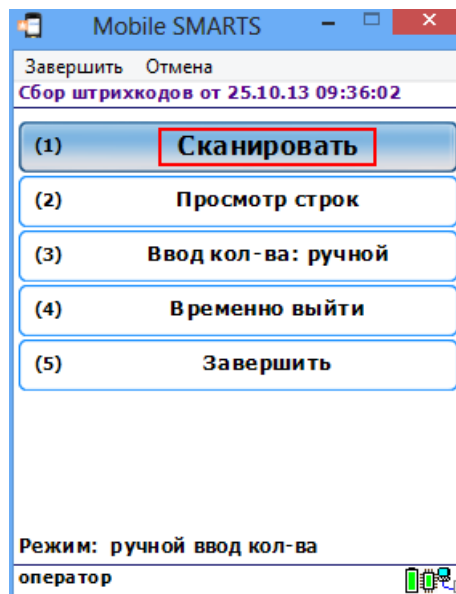 Mobile SMARTS
Завершить Отмена
Сбор штрихкодов от 25.10.13 09:36:02
(1) Сканировать
(2) Просмотр строк
(3) Ввод кол-ва: ручной
(4) Временно выйти
(5) Завершить
Режим: ручной ввод кол-ва
оператор